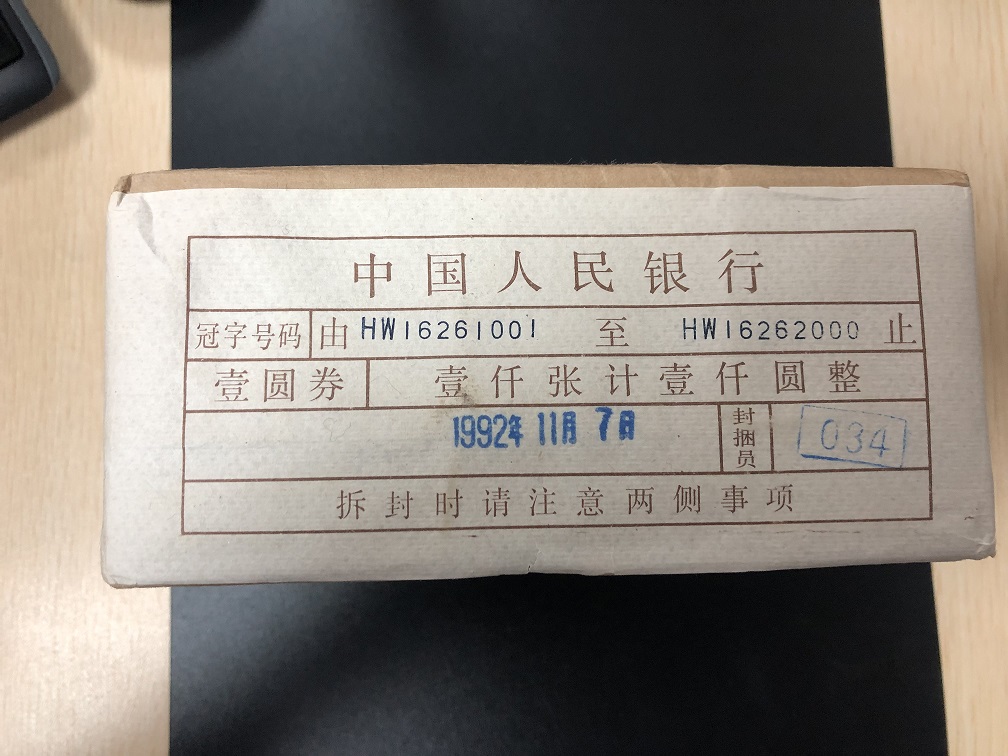 中国人民银行
冠字号码 由 HW16261001 至 HW16262000 止
壹圆券 壹仟张计壹仟圆整
1992年 11月 7日 封捆员 034
拆封时请注意两侧事项